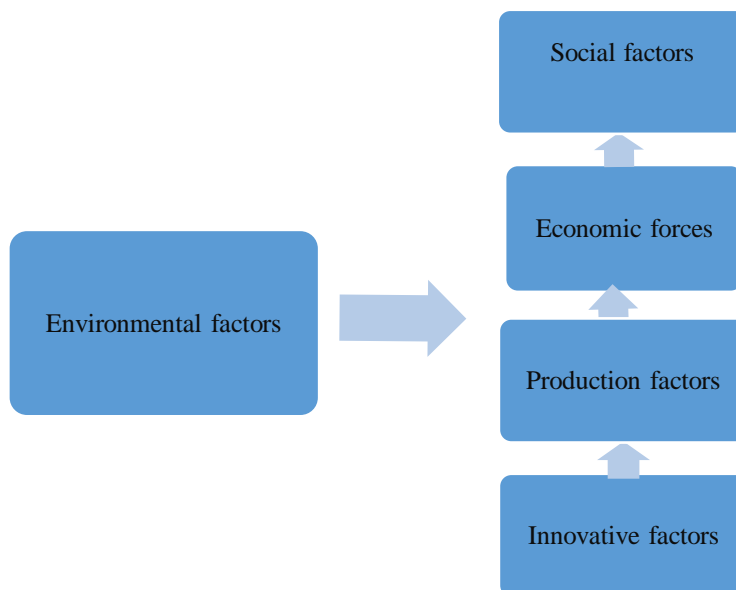 Social factors
Economic forces
Environmental factors
Production factors
Innovative factors